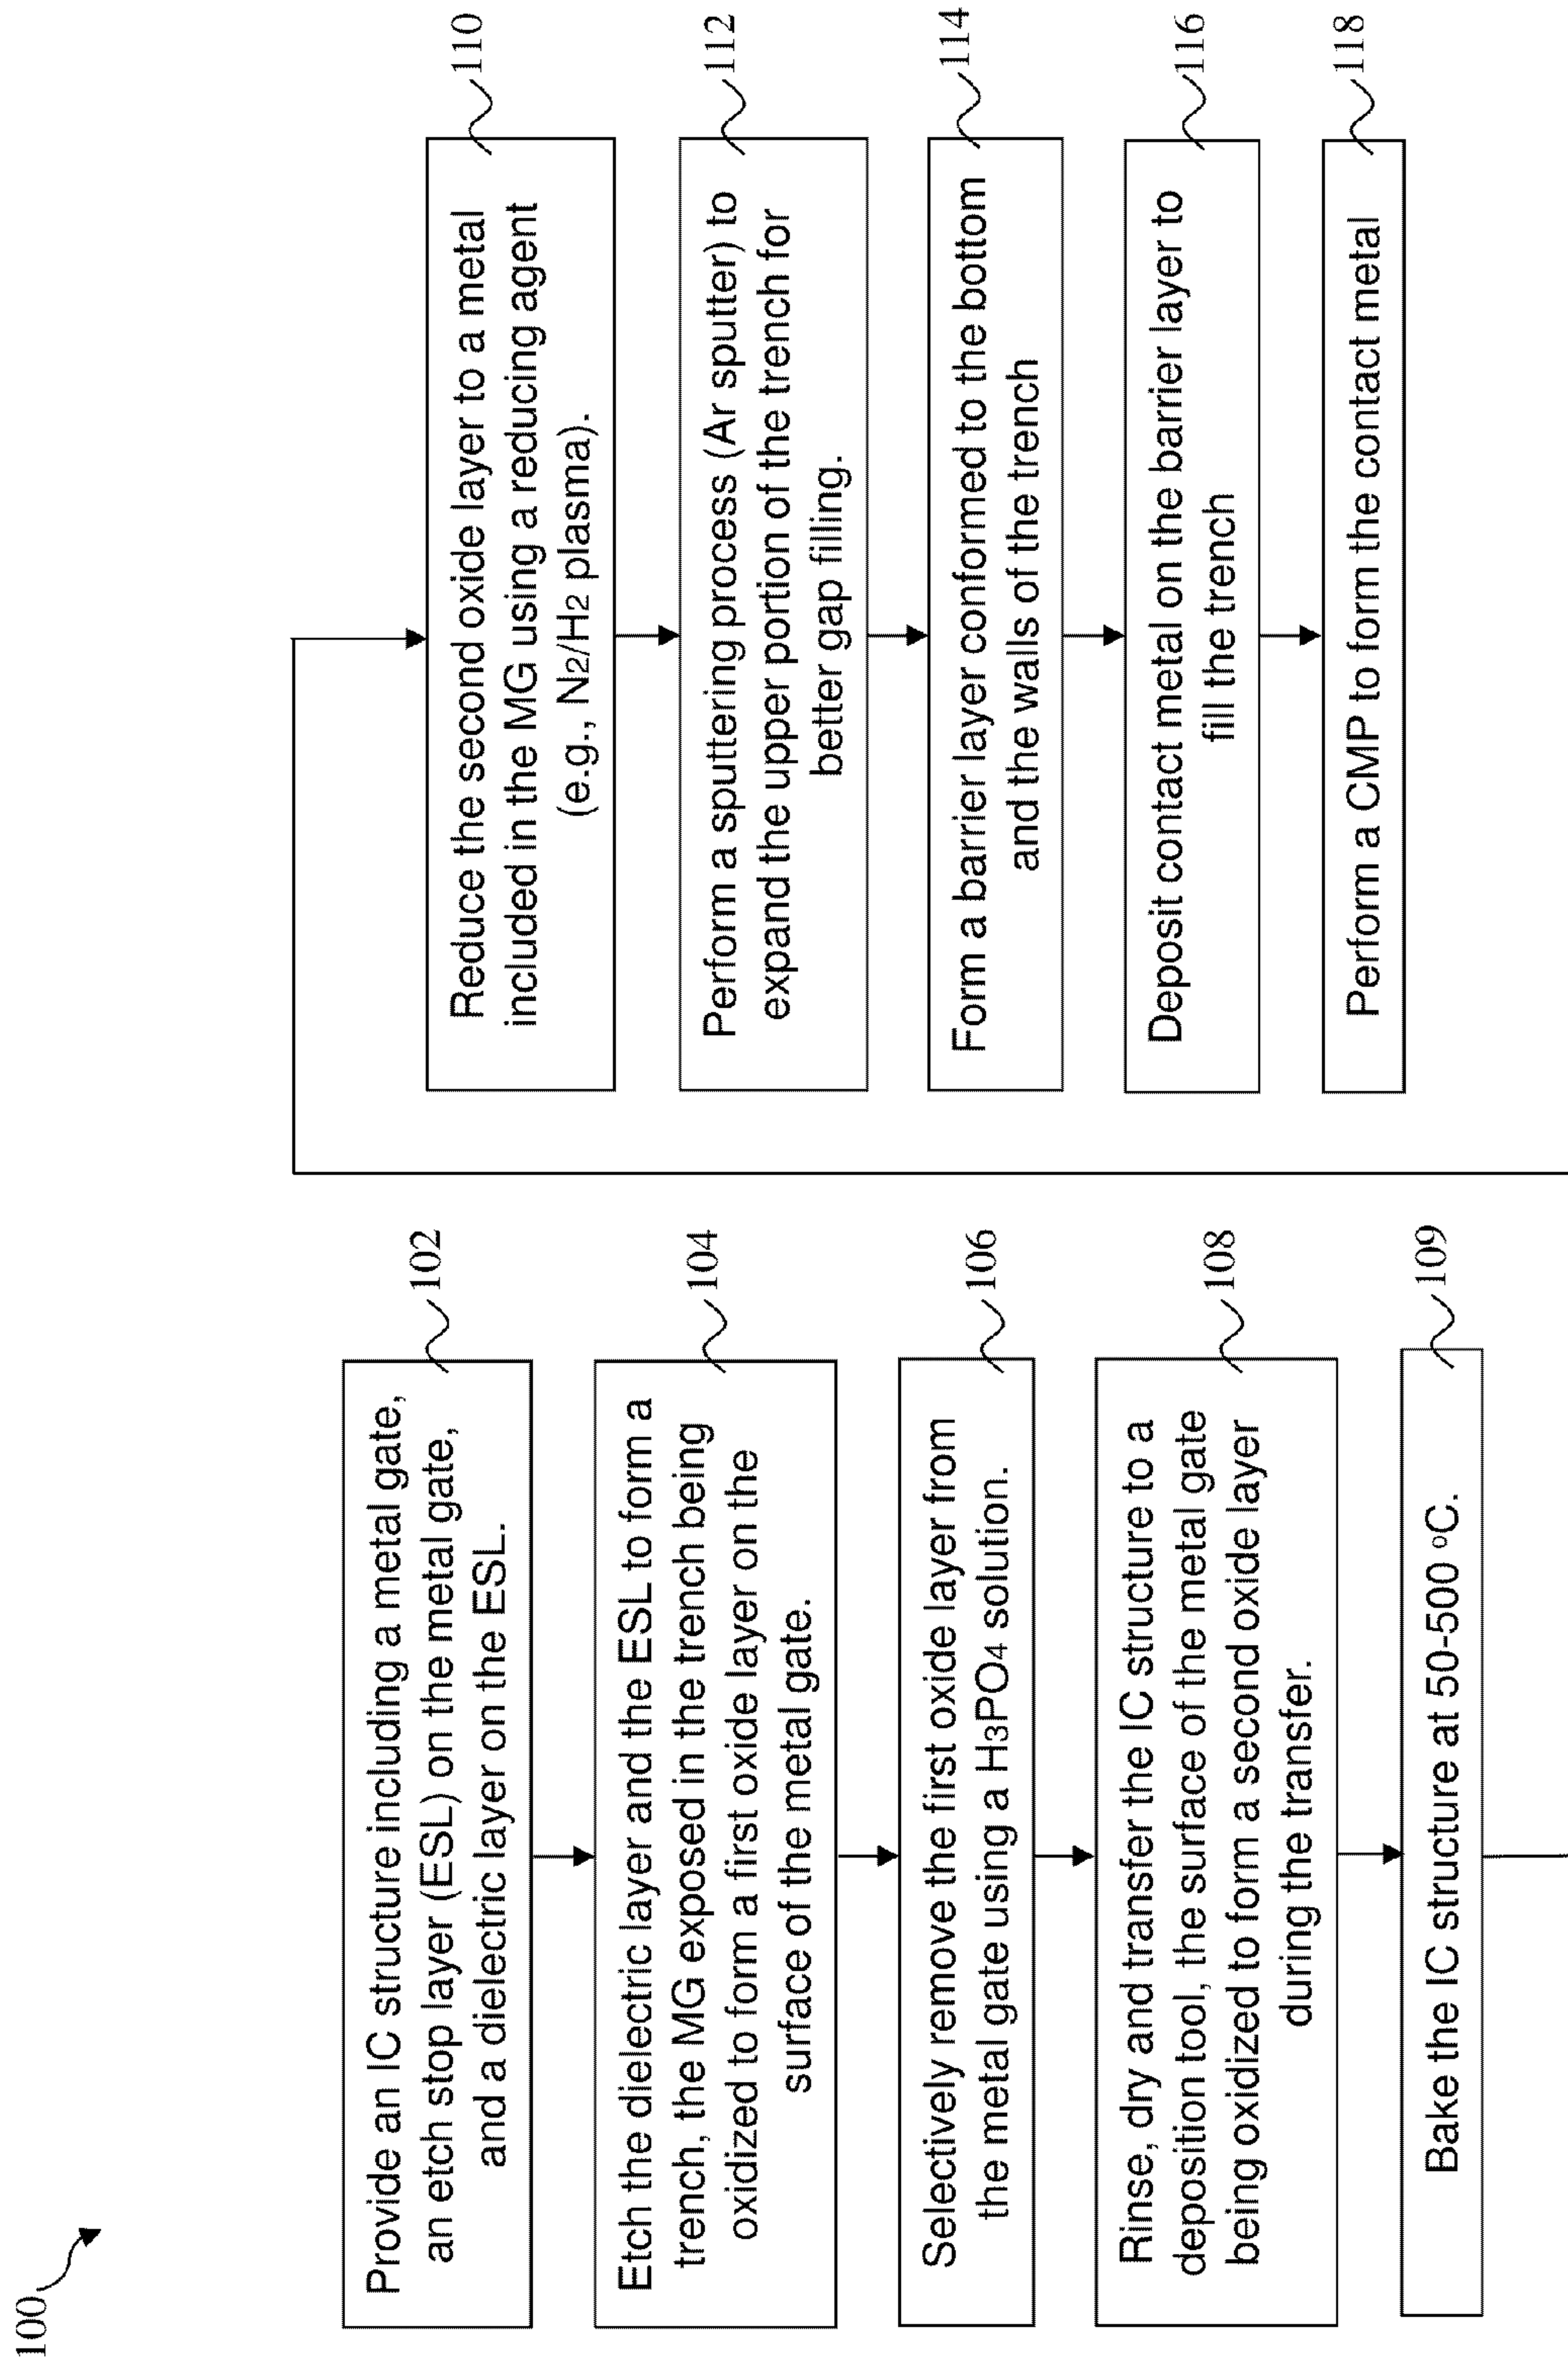 100
Provide an IC structure including a metal gate,
an etch stop layer (ESL) on the metal gate,
and a dielectric layer on the ESL.
102
Etch the dielectric layer and the ESL to form a
trench, the MG exposed in the trench being
oxidized to form a first oxide layer on the
surface of the metal gate.
104
Selectively remove the first oxide layer from
the metal gate using a H3PO4 solution.
106
Rinse, dry and transfer the IC structure to a
deposition tool, the surface of the metal gate
being oxidized to form a second oxide layer
during the transfer.
108
Bake the IC structure at 50-500 oC.
109
Reduce the second oxide layer to a metal
included in the MG using a reducing agent
(e.g., N2/H2 plasma).
110
Perform a sputtering process (Ar sputter) to
expand the upper portion of the trench for
better gap filling.
112
Form a barrier layer conformed to the bottom
and the walls of the trench
114
Deposit contact metal on the barrier layer to
fill the trench
116
Perform a CMP to form the contact metal
118